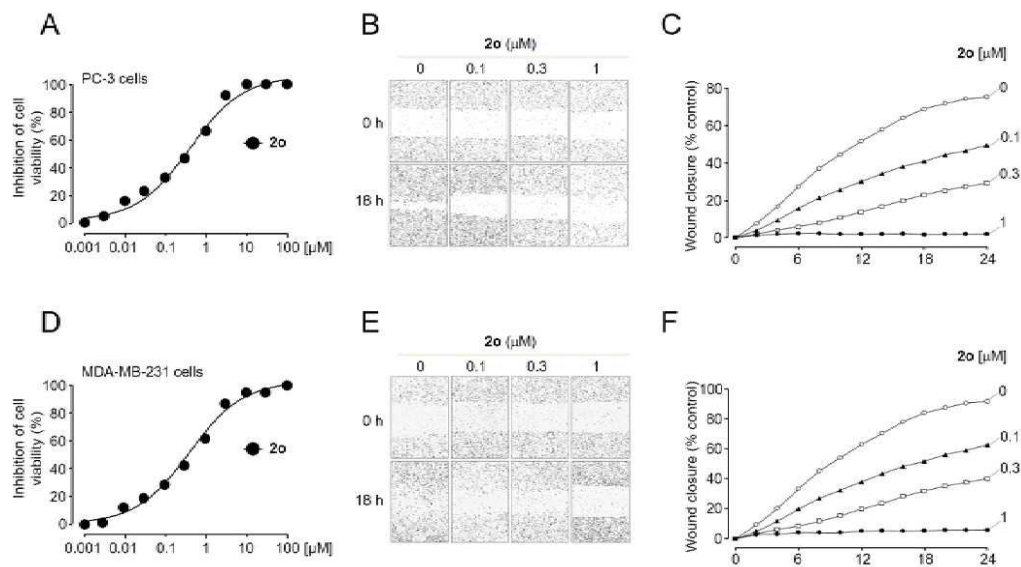 A
PC-3 cells
Inhibition of cell
viability (%)
100
80
60
40
20
0
2o
0.001 0.01 0.1 1 10 100 [µM]
B
2o (µM)
0 0.1 0.3 1
0 h
18 h
C
2o [µM]
Wound closure (% control)
80
60
40
20
0
0
0.1
0.3
1
0 6 12 18 24
D
MDA-MB-231 cells
Inhibition of cell
viability (%)
100
80
60
40
20
0
2o
0.001 0.01 0.1 1 10 100 [µM]
E
2o (µM)
0 0.1 0.3 1
0 h
18 h
F
2o [µM]
Wound closure (% control)
100
80
60
40
20
0
0
0.1
0.3
1
0 6 12 18 24